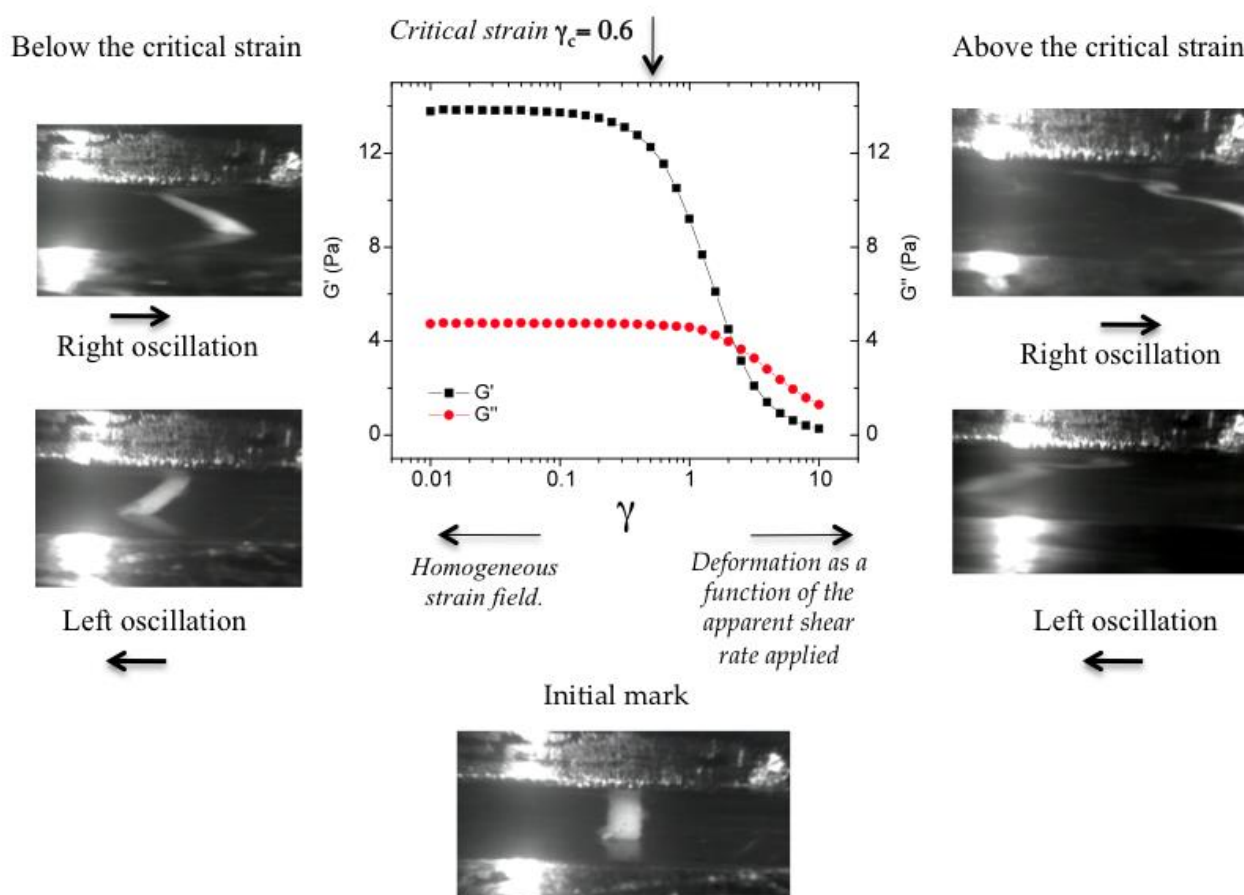 Critical strain γc= 0.6
Below the critical strain
Above the critical strain
G' (Pa)
12
8
4
0
G'' (Pa)
12
8
4
0
G'
G''
0.01
0.1
1
10
γ
Right oscillation
Right oscillation
Homogeneous
strain field.
Deformation as a
function of the
apparent shear
rate applied
Left oscillation
Left oscillation
Initial mark